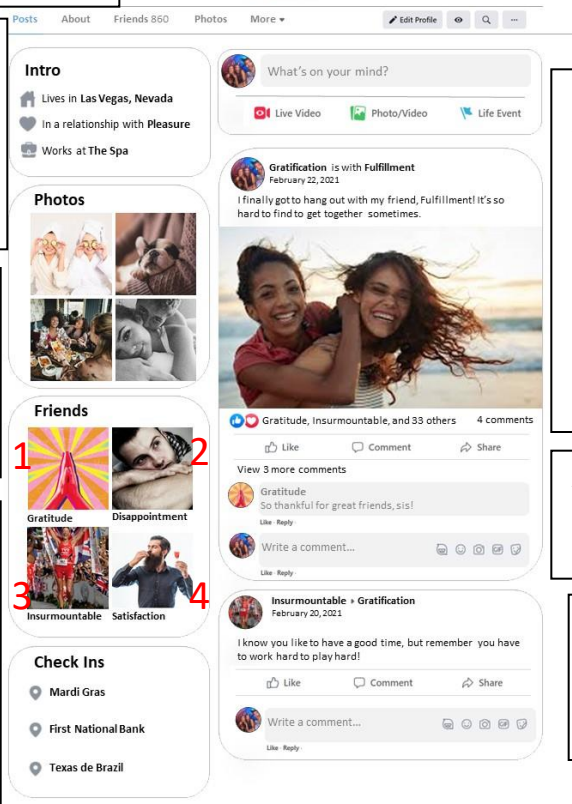 Posts About Friends 860 Photos More ▾ Edit Profile ...
Intro
Lives in Las Vegas, Nevada
In a relationship with Pleasure
Works at The Spa
Photos
Friends
1
2
Gratitude Disappointment
3
4
Insurmountable Satisfaction
Check Ins
Mardi Gras
First National Bank
Texas de Brazil
What's on your mind?
Live Video Photo/Video Life Event
Gratification is with Fulfillment
February 22, 2021
I finally got to hang out with my friend, Fulfillment! It's so
hard to find to get together sometimes.
Gratitude, Insurmountable, and 33 others 4 comments
Like Comment Share
View 3 more comments
Gratitude
So thankful for great friends, sis!
Like · Reply ·
Write a comment... GIF
Like · Reply ·
Insurmountable ▸ Gratification
February 20, 2021
I know you like to have a good time, but remember you have
to work hard to play hard!
Like Comment Share
Write a comment... GIF
Like · Reply ·